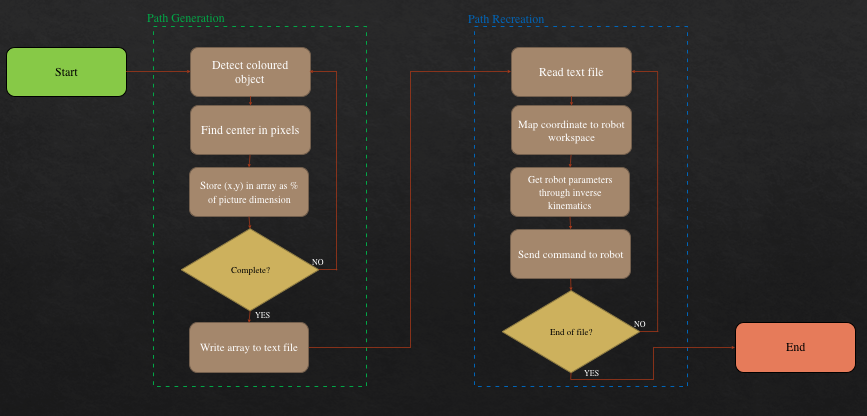 Path Generation
Start
Detect coloured
object
Find center in pixels
Store (x,y) in array as %
of picture dimension
Complete?
NO
YES
Write array to text file
Path Recreation
Read text file
Map coordinate to robot
workspace
Get robot parameters
through inverse
kinematics
Send command to robot
End of file?
NO
YES
End